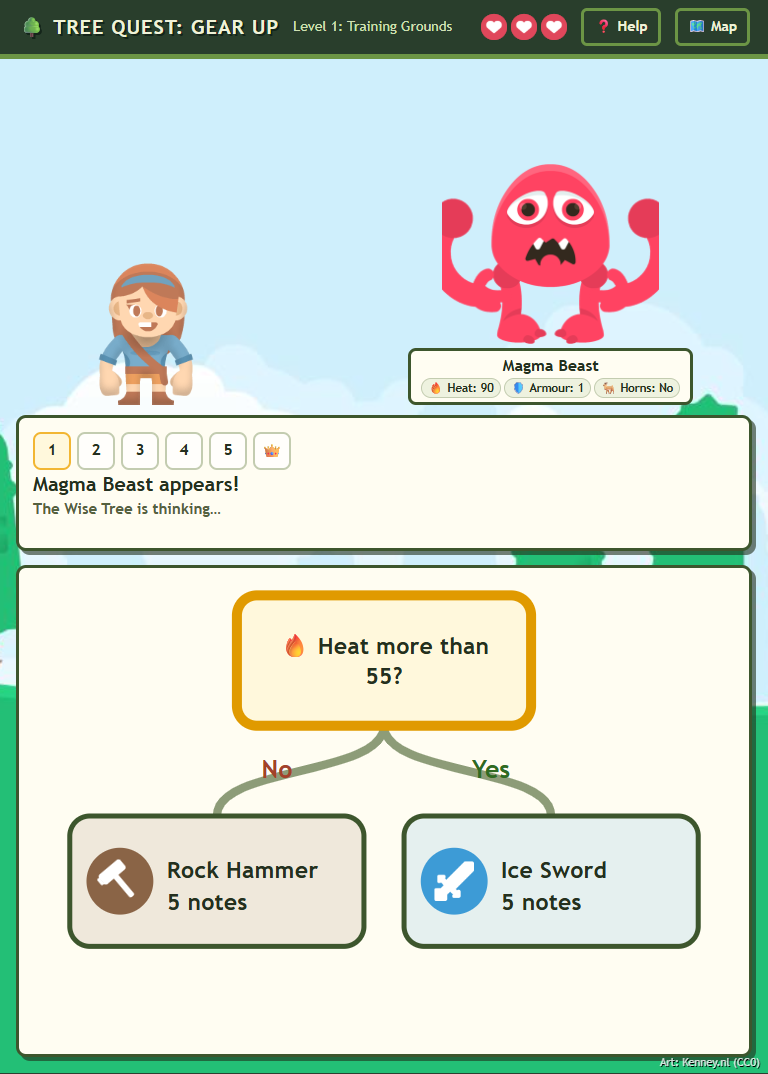 TREE QUEST: GEAR UP
Level 1: Training Grounds
Help
Map
Magma Beast
Heat: 90
Armour: 1
Horns: No
1
2
3
4
5
Magma Beast appears!
The Wise Tree is thinking...
Heat more than
55?
No
Yes
Rock Hammer
5 notes
Ice Sword
5 notes
Art: Kenney.nl (CC0)